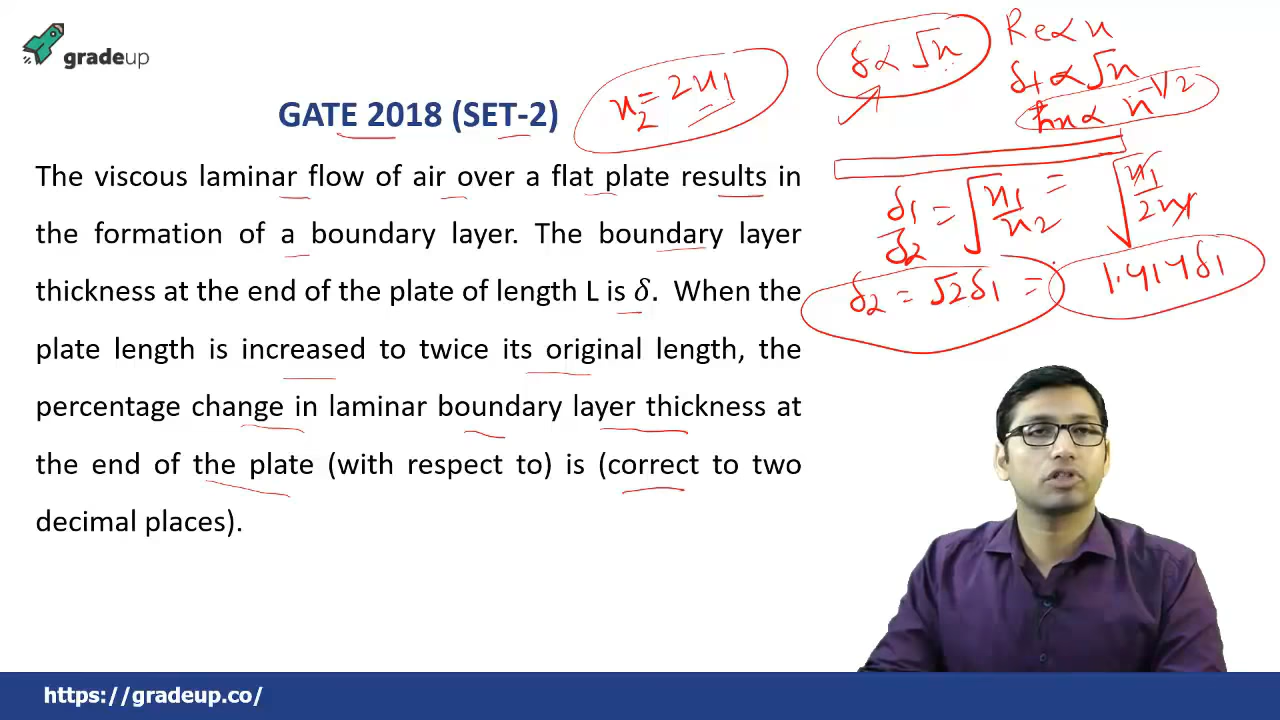 gradeup
GATE 2018 (SET-2)
x₂ = 2x₁
δ ∝ √x
Re ∝ x
δt ∝ √x
hx ∝ x^-1/2
The viscous laminar flow of air over a flat plate results in
the formation of a boundary layer. The boundary layer
thickness at the end of the plate of length L is δ. When the
plate length is increased to twice its original length, the
percentage change in laminar boundary layer thickness at
the end of the plate (with respect to) is (correct to two
decimal places).
δ₁/δ₂ = √(x₁/x₂) = √(x₁/2x₁)
δ₂ = √2δ₁ = 1.414δ₁
https://gradeup.co/